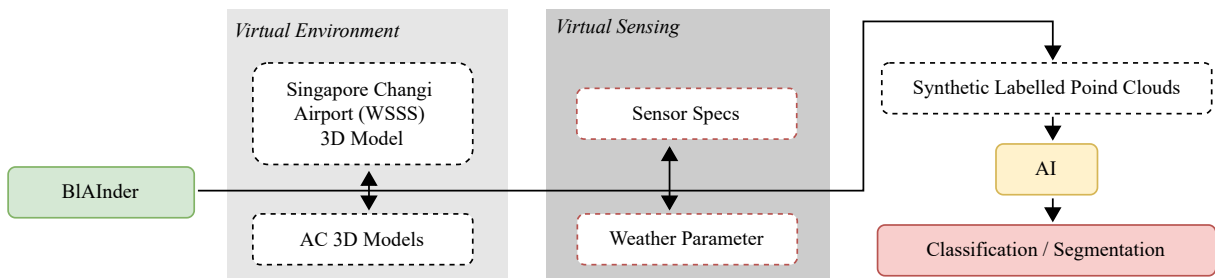 BlAInder
Virtual Environment
Singapore Changi
Airport (WSSS)
3D Model
AC 3D Models
Virtual Sensing
Sensor Specs
Weather Parameter
Synthetic Labelled Poind Clouds
AI
Classification / Segmentation